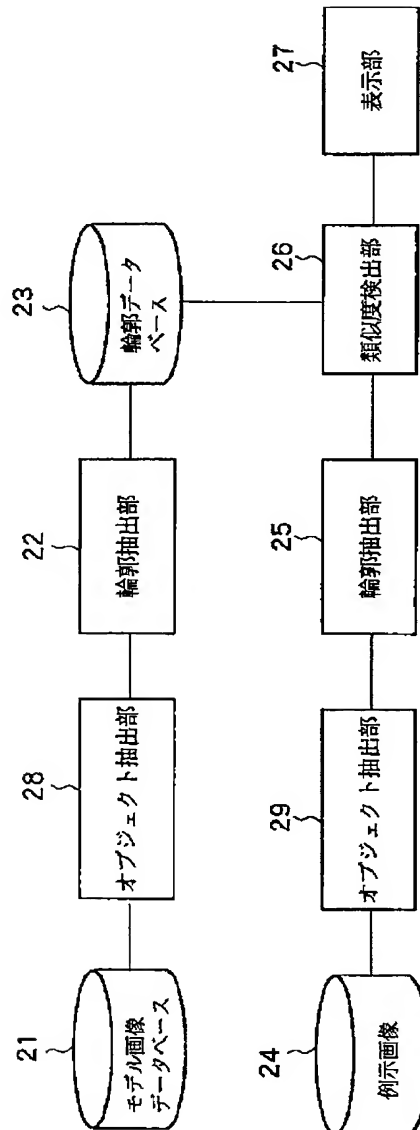 21
モデル画像
データベース
28
オブジェクト抽出部
22
輪郭抽出部
23
輪郭データ
ベース
24
例示画像
29
オブジェクト抽出部
25
輪郭抽出部
26
類似度検出部
27
表示部